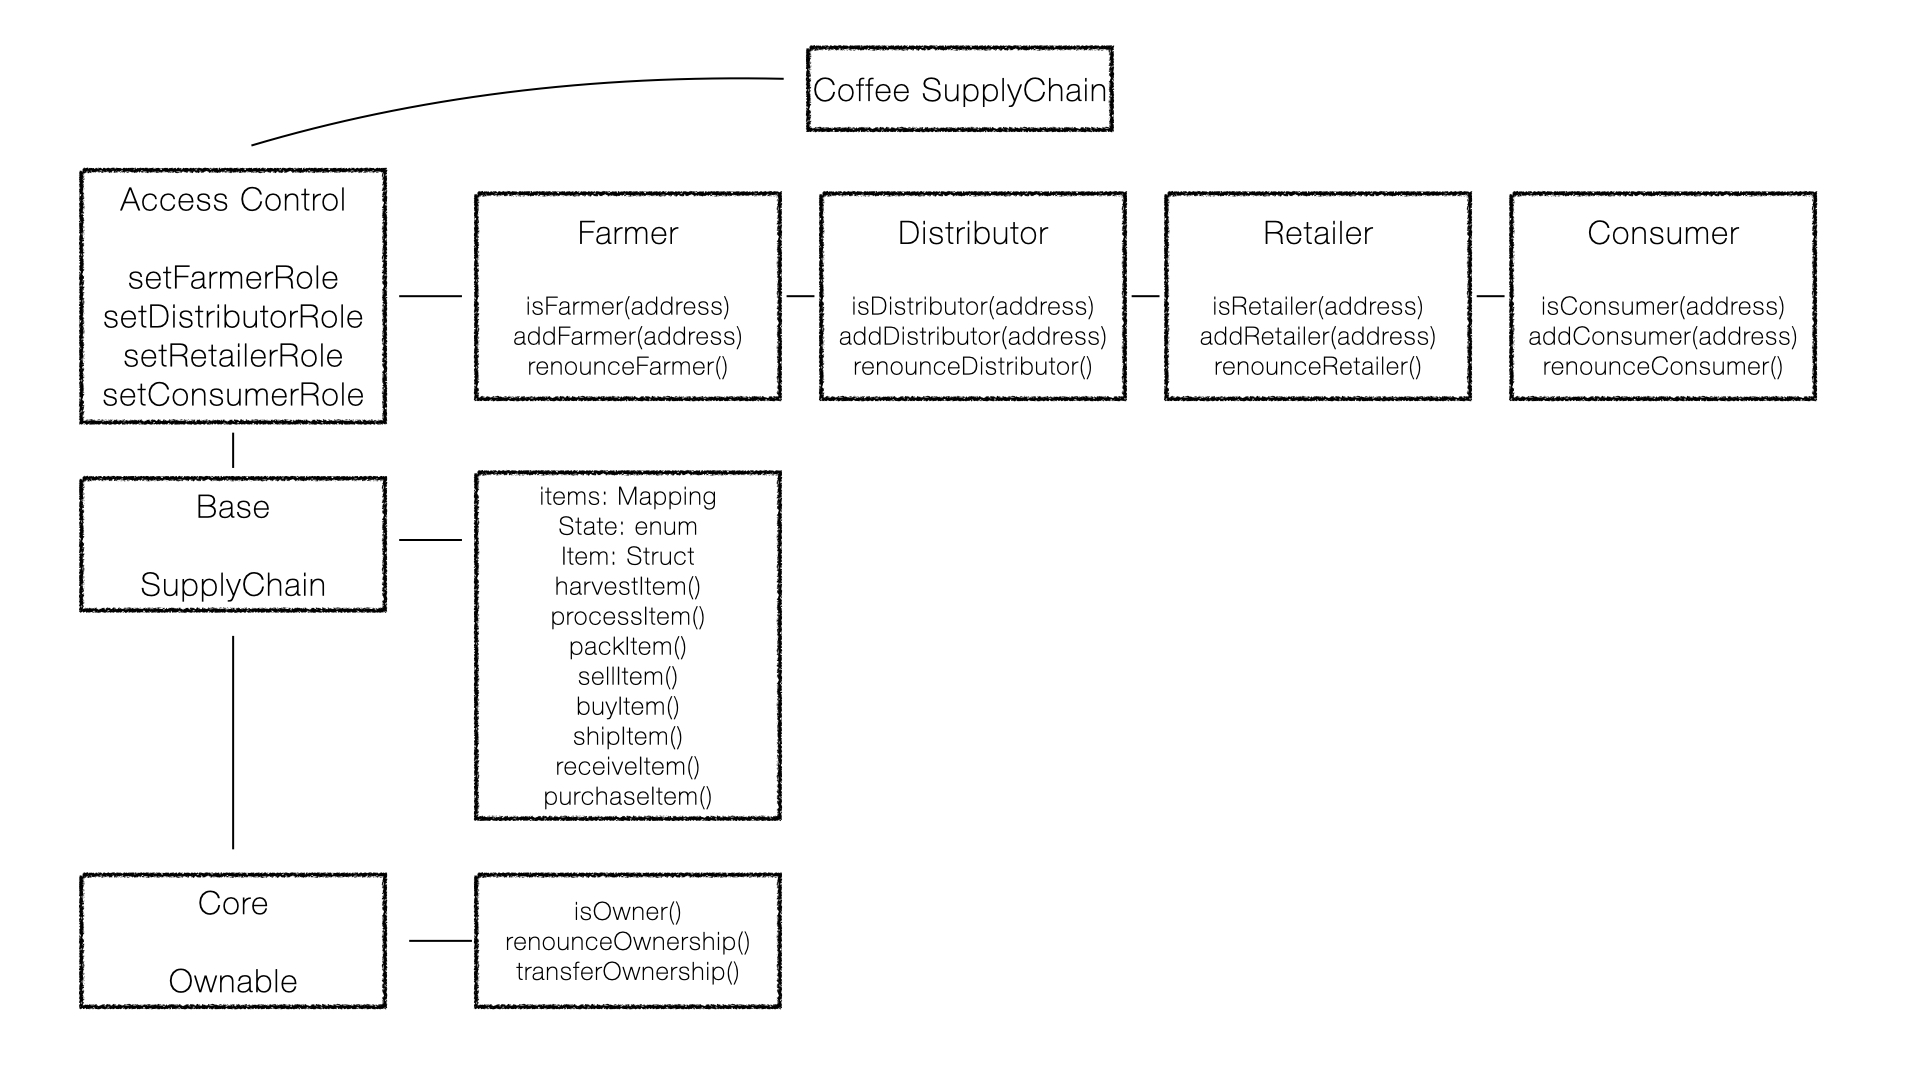 Coffee SupplyChain
Access Control
setFarmerRole
setDistributorRole
setRetailerRole
setConsumerRole
Farmer
isFarmer(address)
addFarmer(address)
renounceFarmer()
Distributor
isDistributor(address)
addDistributor(address)
renounceDistributor()
Retailer
isRetailer(address)
addRetailer(address)
renounceRetailer()
Consumer
isConsumer(address)
addConsumer(address)
renounceConsumer()
Base
SupplyChain
items: Mapping
State: enum
Item: Struct
harvestItem()
processItem()
packItem()
sellItem()
buyItem()
shipItem()
receiveItem()
purchaseItem()
Core
Ownable
isOwner()
renounceOwnership()
transferOwnership()